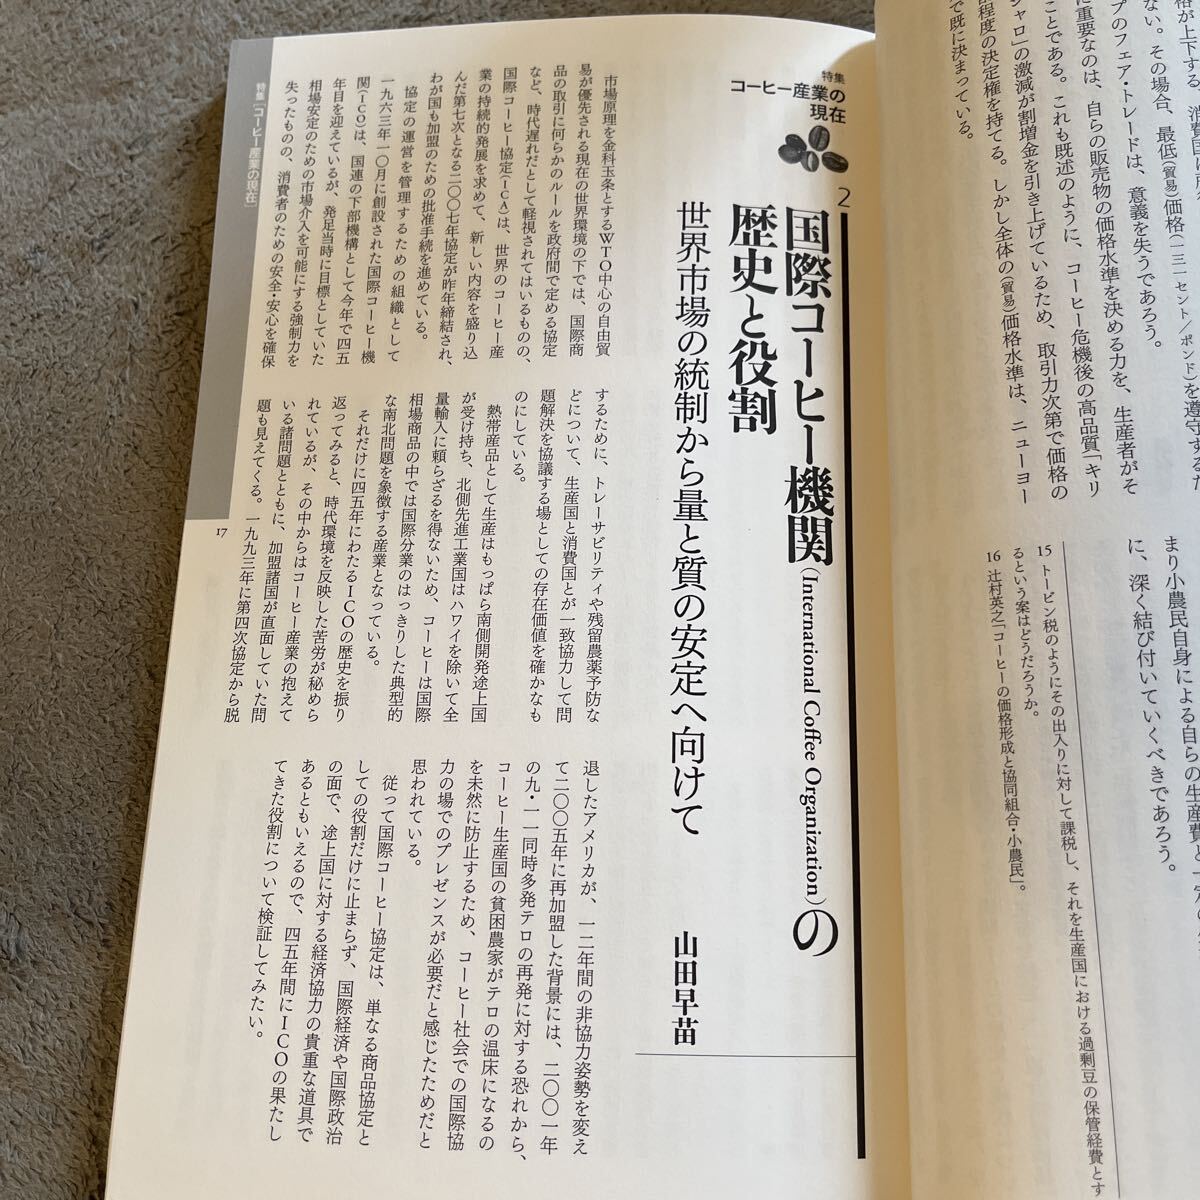 格が上下する。消費国に
ない。その場合、最低(貿易)価格(一三一セント／ポンド)を遵守する
プのフェア・トレードは、意義を失うであろう。
に重要なのは、自らの販売物の価格水準を決める力を、生産者がそ
ことである。これも既述のように、コーヒー危機後の高品質「キリ
ジャロ」の激減が割増金を引き上げているため、取引力次第で価格の
程度の決定権を持てる。しかし全体の(貿易)価格水準は、ニューヨー
で既に決まっている。
まり小農民自身による自らの生産費と
に、深く結び付いていくべきであろう。
15 トービン税のようにその出入りに対して課税し、それを生産国における過剰豆の保管経費とす
るという案はどうだろうか。
16 辻村英之「コーヒーの価格形成と協同組合・小農民」。
特集
コーヒー産業の
現在
2
国際コーヒー機関(International Coffee Organization)の
歴史と役割
世界市場の統制から量と質の安定へ向けて
山田早苗
市場原理を金科玉条とするWTO中心の自由貿
易が優先される現在の世界環境の下では、国際商
品の取引に何らかのルールを政府間で定める協定
など、時代遅れだとして軽視されてはいるものの、
国際コーヒー協定(ICA)は、世界のコーヒー産
業の持続的発展を求めて、新しい内容を盛り込
んだ第七次となる二〇〇七年協定が昨年締結され、
わが国も加盟のための批准手続を進めている。
協定の運営を管理するための組織として
一九六三年一〇月に創設された国際コーヒー機
関(ICO)は、国連の下部機構として今年で四五
年目を迎えているが、発足当時に目標としていた
相場安定のための市場介入を可能にする強制力を
失ったものの、消費者のための安全・安心を確保
するために、トレーサビリティや残留農薬予防な
どについて、生産国と消費国とが一致協力して問
題解決を協議する場としての存在価値を確かなも
のにしている。
熱帯産品として生産はもっぱら南側開発途上国
が受け持ち、北側先進工業国はハワイを除いて全
量輸入に頼らざるを得ないため、コーヒーは国際
相場商品の中では国際分業のはっきりした典型的
な南北問題を象徴する産業となっている。
それだけに四五年にわたるICOの歴史を振り
返ってみると、時代環境を反映した苦労が秘めら
れているが、その中からはコーヒー産業の抱えて
いる諸問題とともに、加盟諸国が直面していた問
題も見えてくる。一九九三年に第四次協定から脱
退したアメリカが、一二年間の非協力姿勢を変え
て二〇〇五年に再加盟した背景には、二〇〇一年
の九・一一同時多発テロの再発に対する恐れから、
コーヒー生産国の貧困農家がテロの温床になるの
を未然に防止するため、コーヒー社会での国際協
力の場でのプレゼンスが必要だと感じたためだと
思われている。
従って国際コーヒー協定は、単なる商品協定と
しての役割だけに止まらず、国際経済や国際政治
の面で、途上国に対する経済協力の貴重な道具で
あるともいえるので、四五年間にICOの果たし
てきた役割について検証してみたい。
特集「コーヒー産業の現在」
17